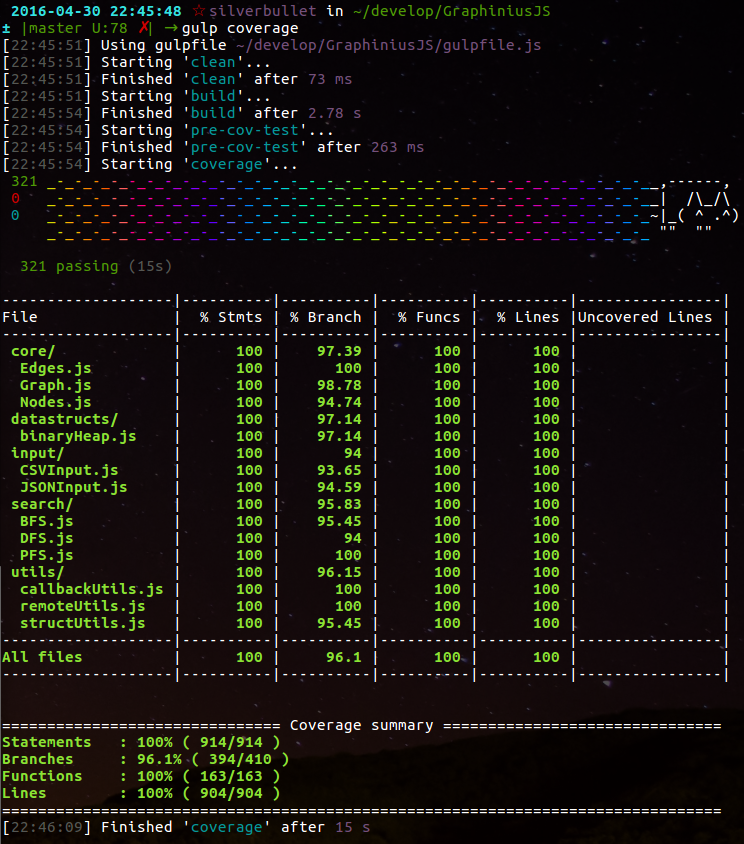 2016-04-30 22:45:48 ☆silverbullet in ~/develop/GraphiniusJS
± |master U:78 ✗| →gulp coverage
[22:45:51] Using gulpfile ~/develop/GraphiniusJS/gulpfile.js
[22:45:51] Starting 'clean'...
[22:45:51] Finished 'clean' after 73 ms
[22:45:51] Starting 'build'...
[22:45:54] Finished 'build' after 2.78 s
[22:45:54] Starting 'pre-cov-test'...
[22:45:54] Finished 'pre-cov-test' after 263 ms
[22:45:54] Starting 'coverage'...
321 _-_-_-_-_-_-_-_-_-_-_-_-_-_-_-_-_-_-_-_-_-_-_-_-_-_-_-_-_-_-_-_-_-__,------,
0 _-_-_-_-_-_-_-_-_-_-_-_-_-_-_-_-_-_-_-_-_-_-_-_-_-_-_-_-_-_-_-_-_-__|  /\_/\
0 _-_-_-_-_-_-_-_-_-_-_-_-_-_-_-_-_-_-_-_-_-_-_-_-_-_-_-_-_-_-_-_-_-_~|_( ^ .^)
_-_-_-_-_-_-_-_-_-_-_-_-_-_-_-_-_-_-_-_-_-_-_-_-_-_-_-_-_-_-_-_-_-_ ""  ""
321 passing (15s)
-------------------|----------|----------|----------|----------|----------------|
File               |  % Stmts | % Branch |  % Funcs |  % Lines |Uncovered Lines |
-------------------|----------|----------|----------|----------|----------------|
core/              |      100 |    97.39 |      100 |      100 |                |
Edges.js           |      100 |      100 |      100 |      100 |                |
Graph.js           |      100 |    98.78 |      100 |      100 |                |
Nodes.js           |      100 |    94.74 |      100 |      100 |                |
datastructs/       |      100 |    97.14 |      100 |      100 |                |
binaryHeap.js      |      100 |    97.14 |      100 |      100 |                |
input/             |      100 |       94 |      100 |      100 |                |
CSVInput.js        |      100 |    93.65 |      100 |      100 |                |
JSONInput.js       |      100 |    94.59 |      100 |      100 |                |
search/            |      100 |    95.83 |      100 |      100 |                |
BFS.js             |      100 |    95.45 |      100 |      100 |                |
DFS.js             |      100 |       94 |      100 |      100 |                |
PFS.js             |      100 |      100 |      100 |      100 |                |
utils/             |      100 |    96.15 |      100 |      100 |                |
callbackUtils.js   |      100 |      100 |      100 |      100 |                |
remoteUtils.js     |      100 |      100 |      100 |      100 |                |
structUtils.js     |      100 |    95.45 |      100 |      100 |                |
-------------------|----------|----------|----------|----------|----------------|
All files          |      100 |     96.1 |      100 |      100 |                |
-------------------|----------|----------|----------|----------|----------------|
=============================== Coverage summary ===============================
Statements   : 100% ( 914/914 )
Branches     : 96.1% ( 394/410 )
Functions    : 100% ( 163/163 )
Lines        : 100% ( 904/904 )
================================================================================
[22:46:09] Finished 'coverage' after 15 s